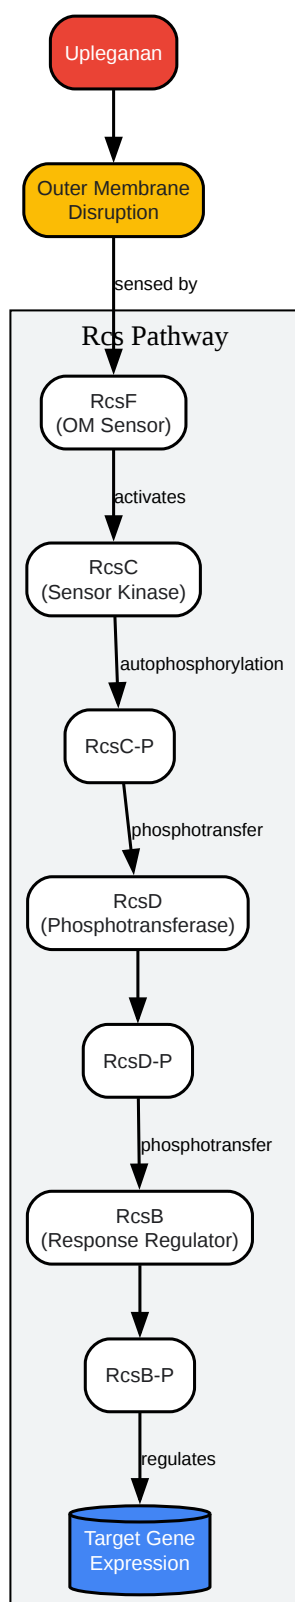 Upleganan
Outer Membrane
Disruption
sensed by
Rcs Pathway
RcsF
(OM Sensor)
activates
RcsC
(Sensor Kinase)
autophosphorylation
RcsC-P
phosphotransfer
RcsD
(Phosphotransferase)
RcsD-P
phosphotransfer
RcsB
(Response Regulator)
RcsB-P
regulates
Target Gene
Expression